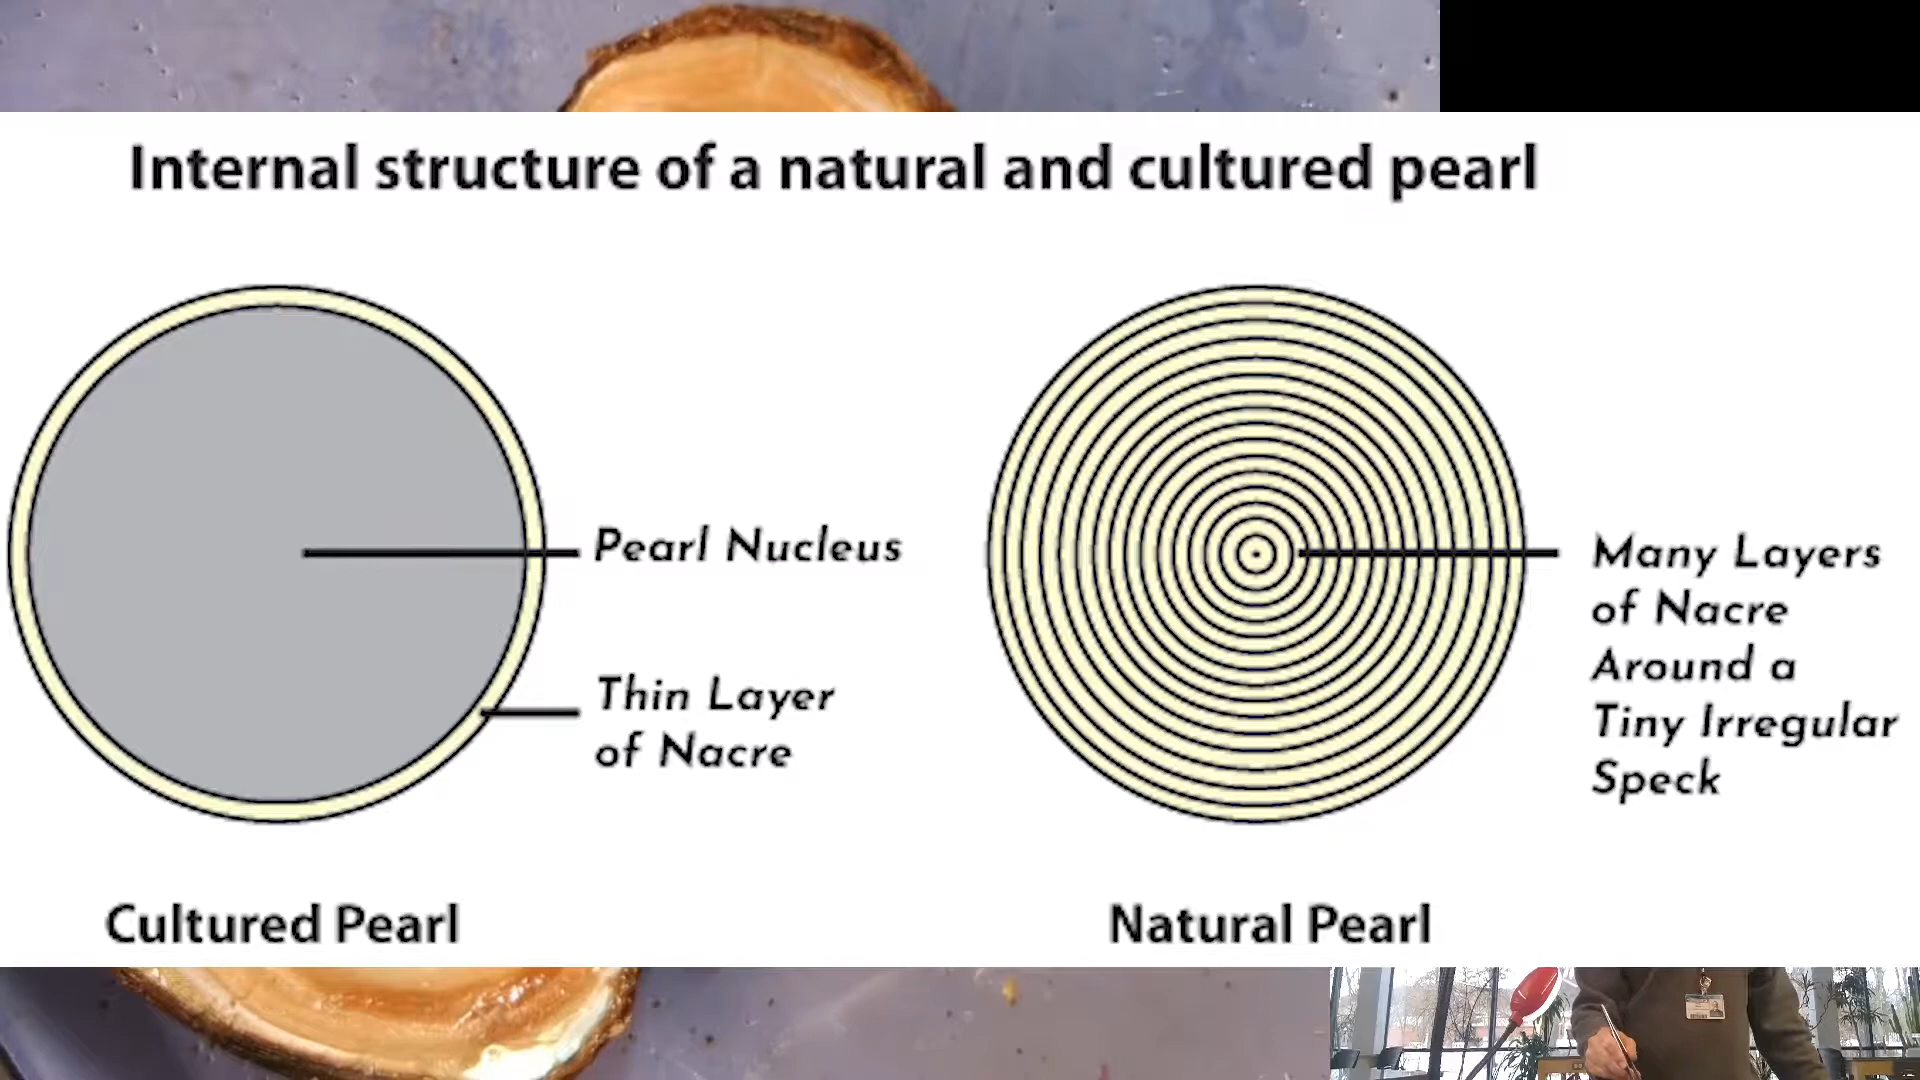 Internal structure of a natural and cultured pearl
Pearl Nucleus
Thin Layer
of Nacre
Many Layers
of Nacre
Around a
Tiny Irregular
Speck
Cultured Pearl
Natural Pearl